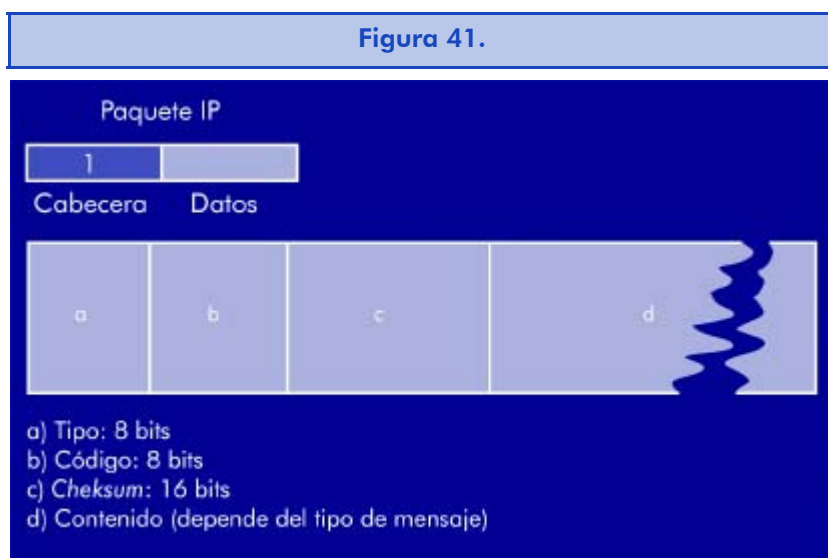 Figura 41.
Paquete IP
1
Cabecera Datos
a b c d
a) Tipo: 8 bits
b) Código: 8 bits
c) Cheksum: 16 bits
d) Contenido (depende del tipo de mensaje)